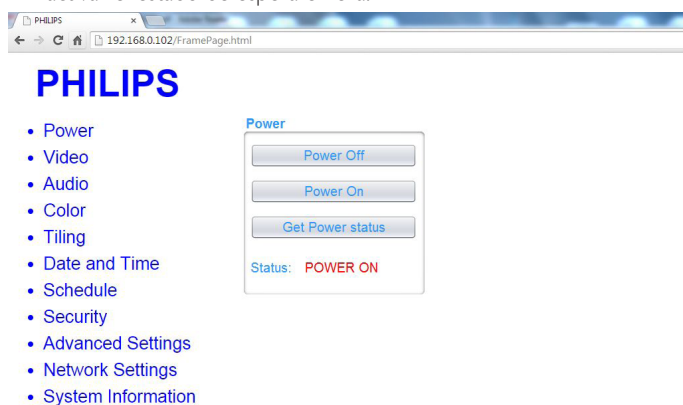 PHILIPS
192.168.0.102/FramePage.html
PHILIPS
Power
Video
Audio
Color
Tiling
Date and Time
Schedule
Security
Advanced Settings
Network Settings
System Information
Power
Power Off
Power On
Get Power status
Status: POWER ON